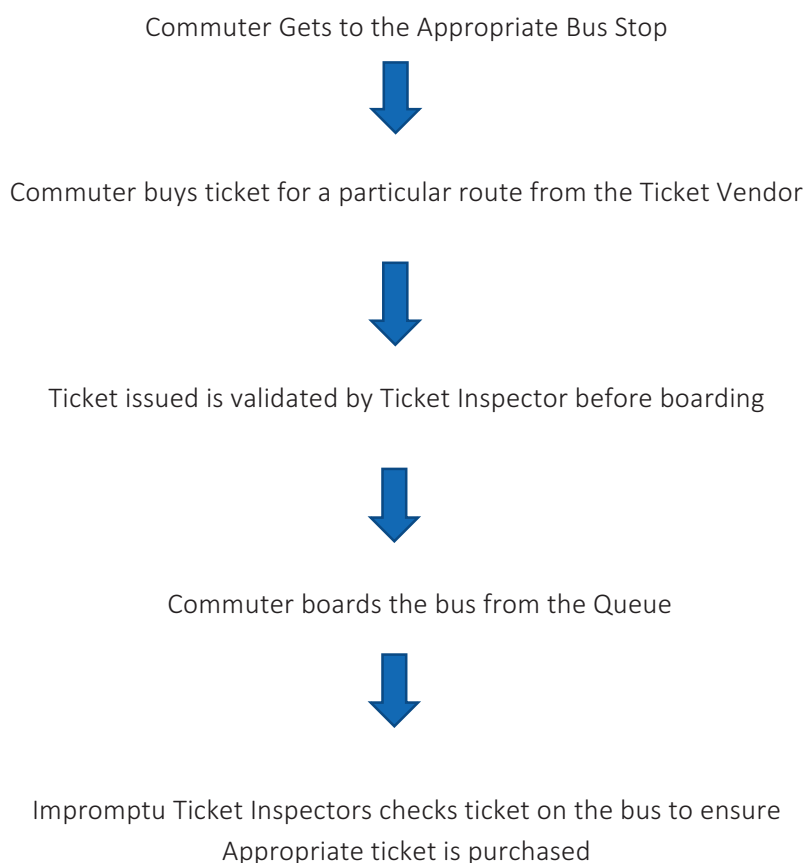 Commuter Gets to the Appropriate Bus Stop
Commuter buys ticket for a particular route from the Ticket Vendor
Ticket issued is validated by Ticket Inspector before boarding
Commuter boards the bus from the Queue
Impromptu Ticket Inspectors checks ticket on the bus to ensure
Appropriate ticket is purchased